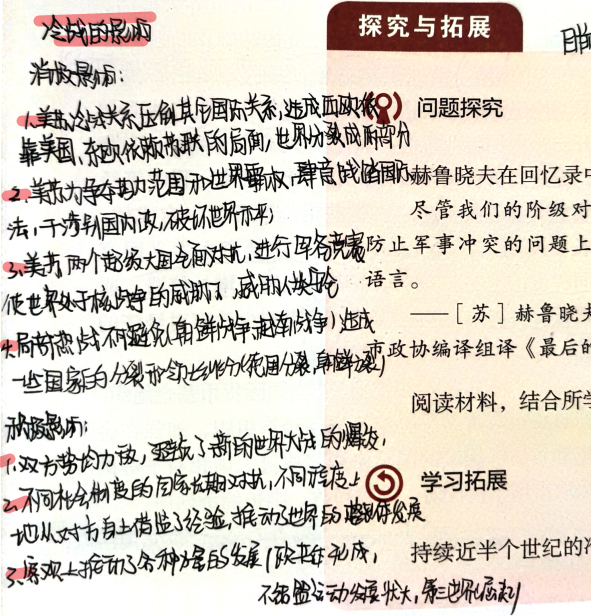 冷战的影响
消极影响：
1.美苏冷战关系压倒其它国际关系,造成西欧依
靠美国、东欧依附苏联的局面,世界分裂成两部分
2.美苏为争夺势力范围和世界霸权,肆意践踏国际
法,干涉别国内政,破坏世界和平;
3.美苏两个超级大国全面对抗,进行军备竞赛
使世界处于核战争的威胁下,威胁人类安全
4.局部热战不可避免(朝鲜战争、越南战争)造成
一些国家的分裂和领土划分(德国分裂,朝鲜分裂)
积极影响：
1.双方势均力敌,避免了新的世界大战的爆发,
2.不同社会制度的国家长期对抗,不同程度上
地从对方身上借鉴了经验,推动了世界的发展
3.客观上推动了各种力量的发展(欧共体形成,
不结盟运动发展壮大,第三世界崛起)
探究与拓展
问题探究
赫鲁晓夫在回忆录中
尽管我们的阶级对
防止军事冲突的问题上
语言。
——[苏]赫鲁晓夫
市政协编译组译《最后的
阅读材料，结合所学
学习拓展
持续近半个世纪的冷